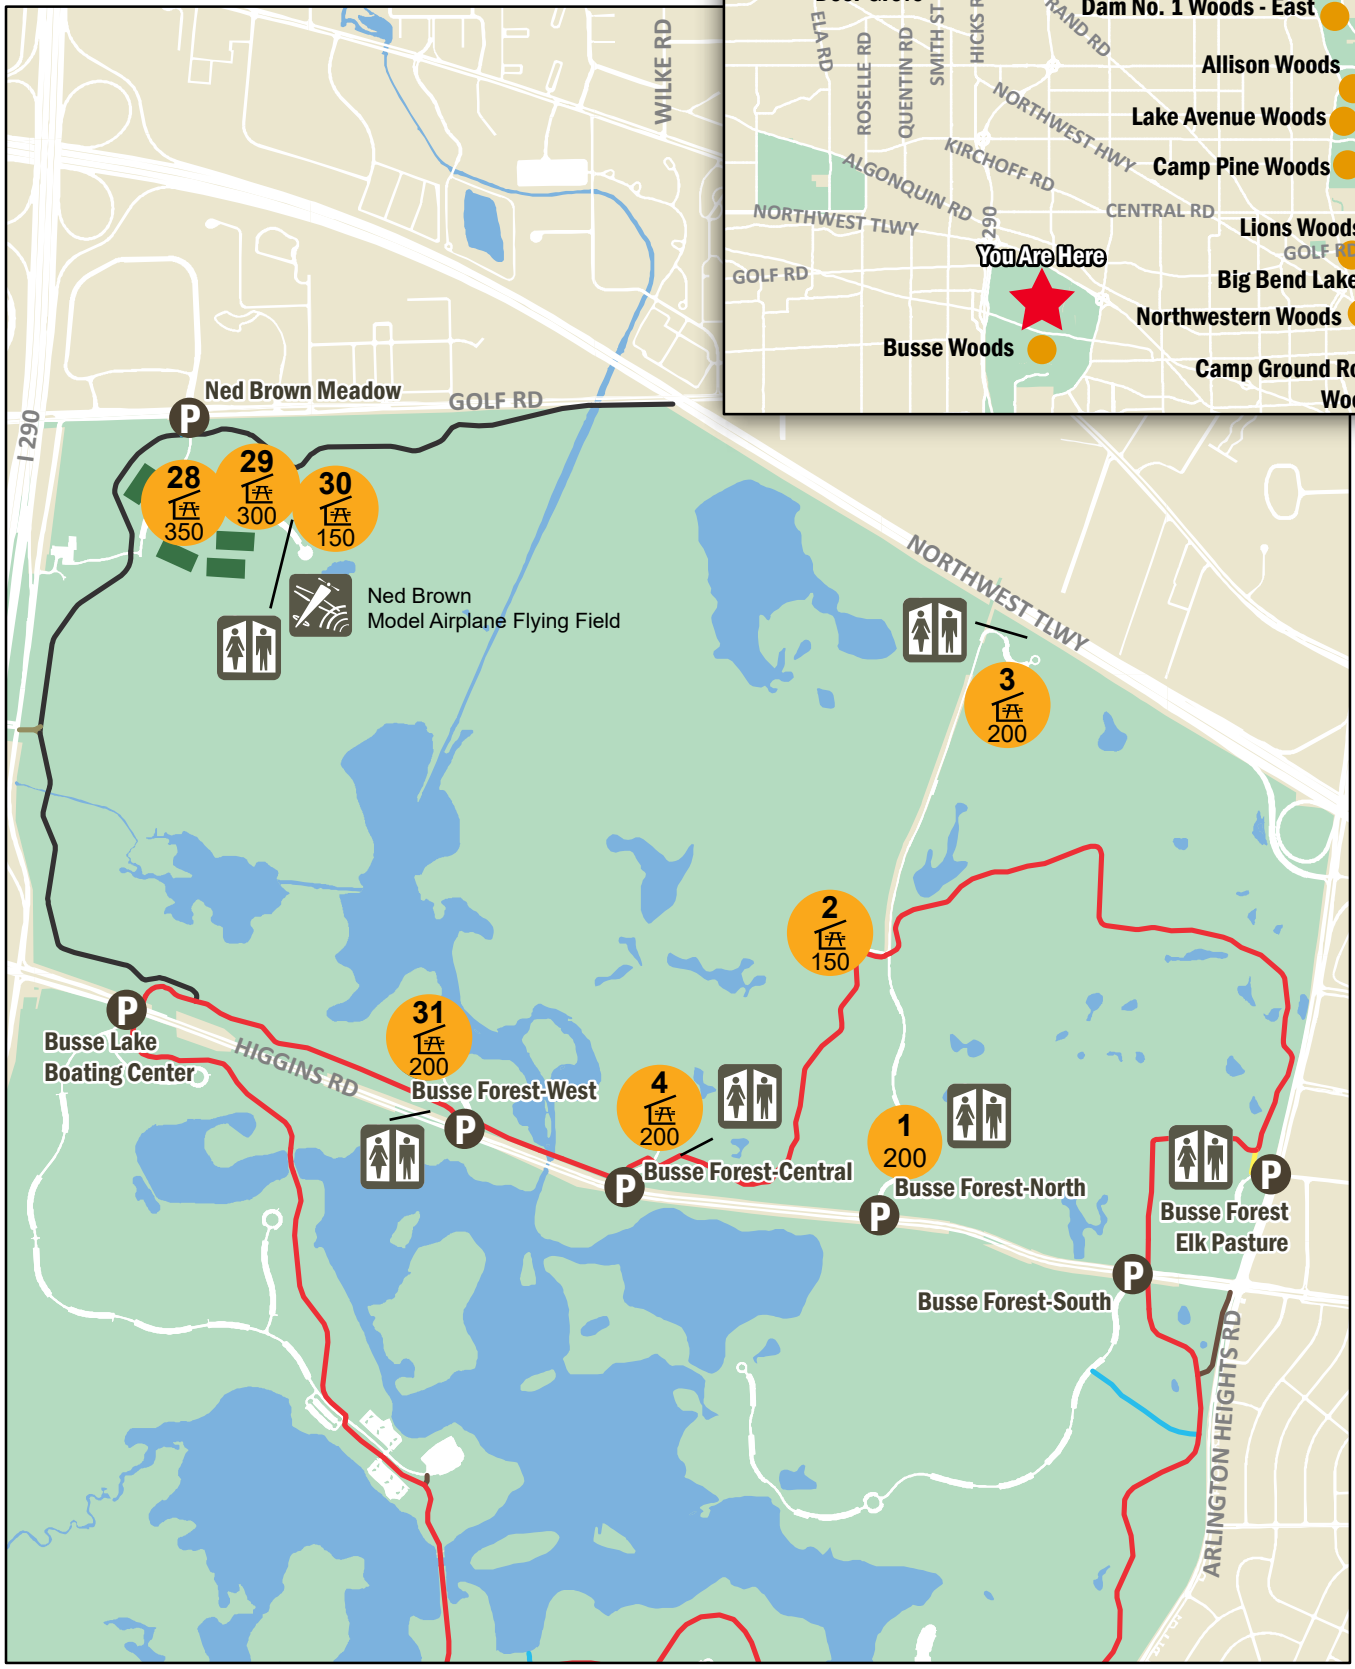 WILKE RD
ELA RD
ROSELLE RD
QUENTIN RD
SMITH ST
Dam No. 1 Woods - East
Allison Woods
NORTHWEST HWY
Lake Avenue Woods
KIRCHOFF RD
ALGONQUIN RD
Camp Pine Woods
NORTHWEST TLWY
290
CENTRAL RD
Lions Woods
GOLF RD
You Are Here
GOLF RD
Big Bend Lake
Northwestern Woods
Busse Woods
Camp Ground
Ned Brown Meadow
P
GOLF RD
I 290
28
350
29
300
30
150
Ned Brown
Model Airplane Flying Field
NORTHWEST TLWY
3
200
2
150
P
Busse Lake
Boating Center
HIGGINS RD
31
200
Busse Forest-West
P
4
200
Busse Forest-Central
P
1
200
Busse Forest-North
P
P
Busse Forest
Elk Pasture
Busse Forest-South
P
ARLINGTON HEIGHTS RD